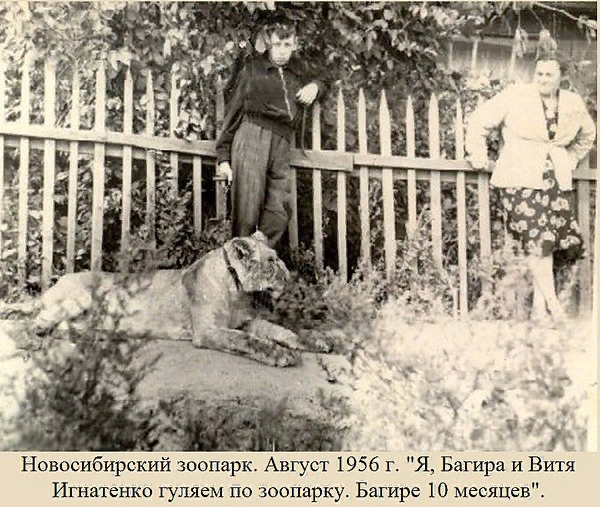 Новосибирский зоопарк. Август 1956 г. "Я, Багира и Витя
Игнатенко гуляем по зоопарку. Багире 10 месяцев".